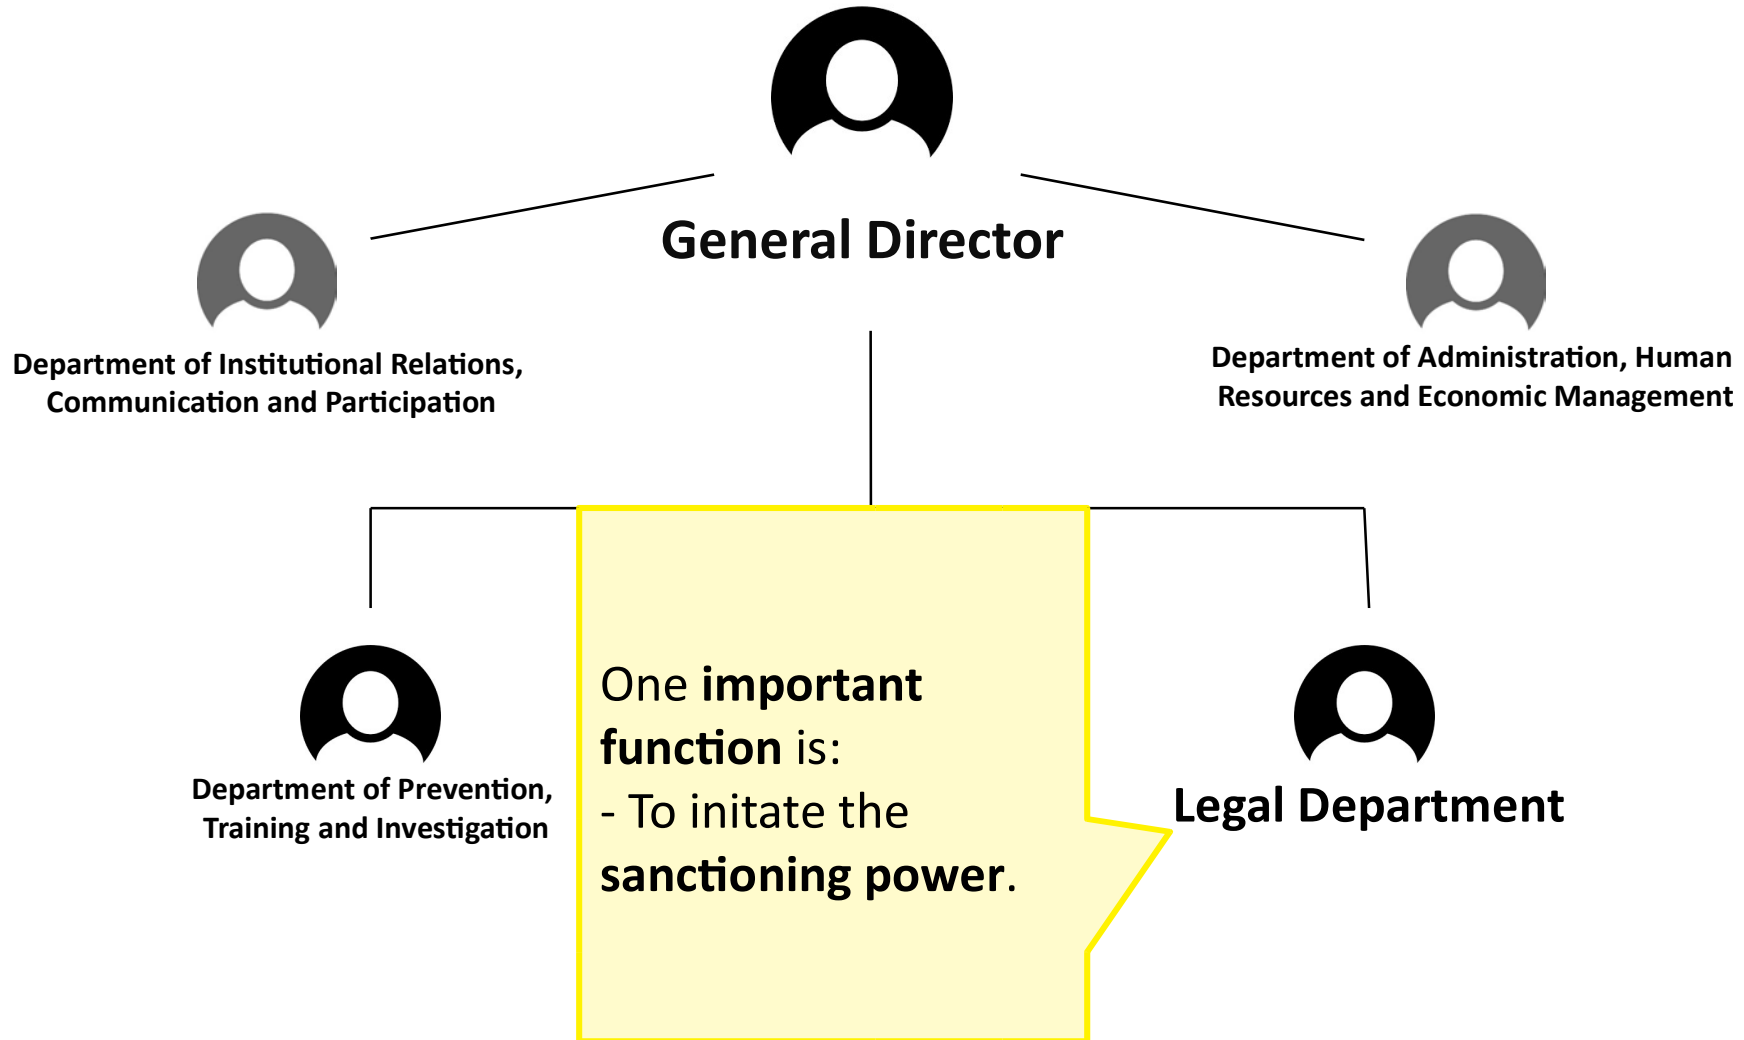 General Director
Department of Institutional Relations,
Communication and Participation
Department of Administration, Human
Resources and Economic Management
Department of Prevention,
Training and Investigation
One important
function is:
- To initate the
sanctioning power.
Legal Department